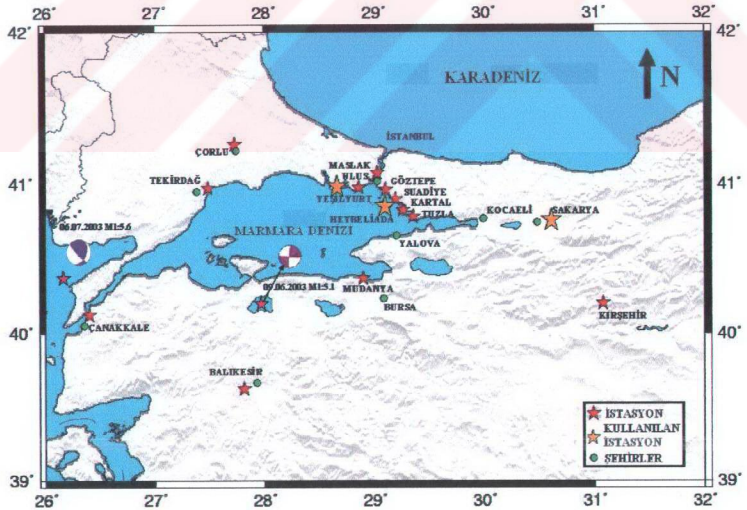 26° 27° 28° 29° 30° 31° 32°
42° 42°
KARADENİZ
N
İSTANBUL
MASLAK
ÇORLU
ULUS
GÖZTEPE
41° 41°
TEKİRDAĞ
SUADİYE
YEŞİLYURT
KARTAL
HEYBELİADA
TUZLA
KOCAELİ
SAKARYA
06.07.2003 M1:5.6
MARMARA DENİZİ
YALOVA
09.06.2003 M1:5.1
MUDANYA
BURSA
KIRŞEHİR
40° 40°
ÇANAKKALE
BALIKESİR
İSTASYON
KULLANILAN
İSTASYON
ŞEHİRLER
39° 39°
26° 27° 28° 29° 30° 31° 32°